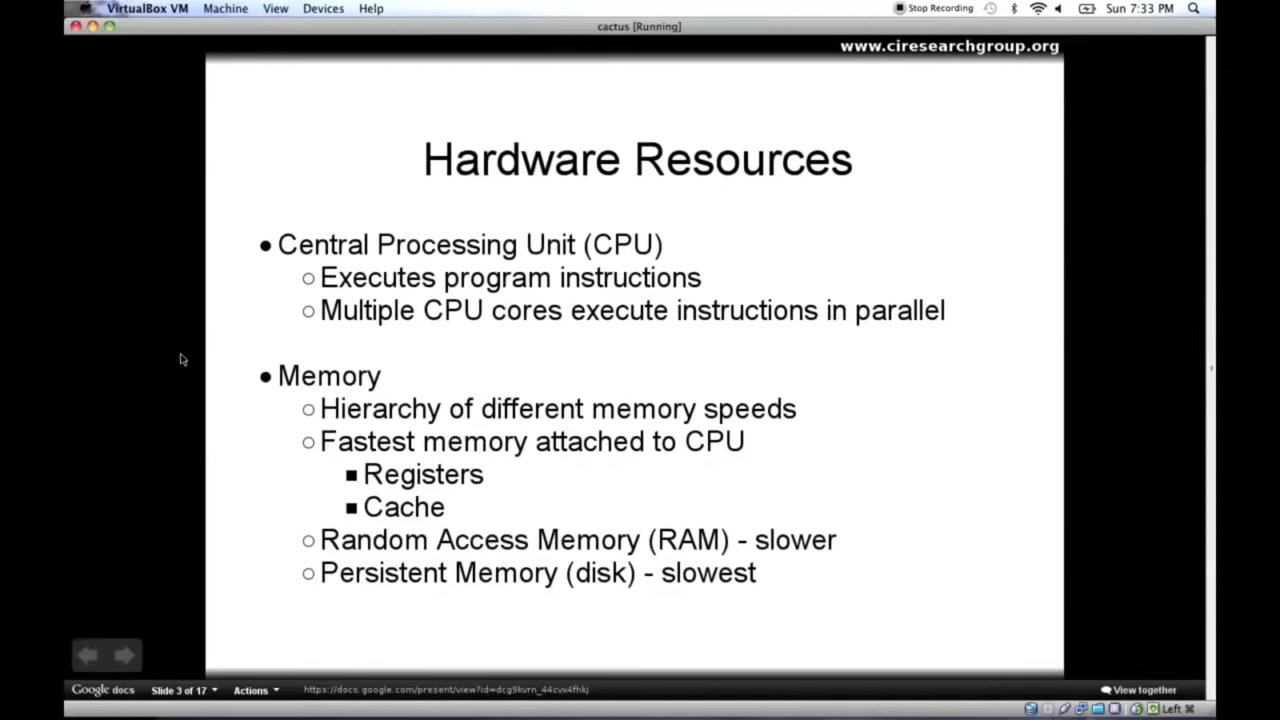 VirtualBox VM Machine View Devices Help Stop Recording Sun 7:33 PM
cactus [Running]
www.ciresearchgroup.org
Hardware Resources
Central Processing Unit (CPU)
Executes program instructions
Multiple CPU cores execute instructions in parallel
Memory
Hierarchy of different memory speeds
Fastest memory attached to CPU
Registers
Cache
Random Access Memory (RAM) - slower
Persistent Memory (disk) - slowest
Google docs Slide 3 of 17 Actions https://docs.google.com/present/view?id=dcg9kvrn_44cvx4fhkj View together
Left ⌘